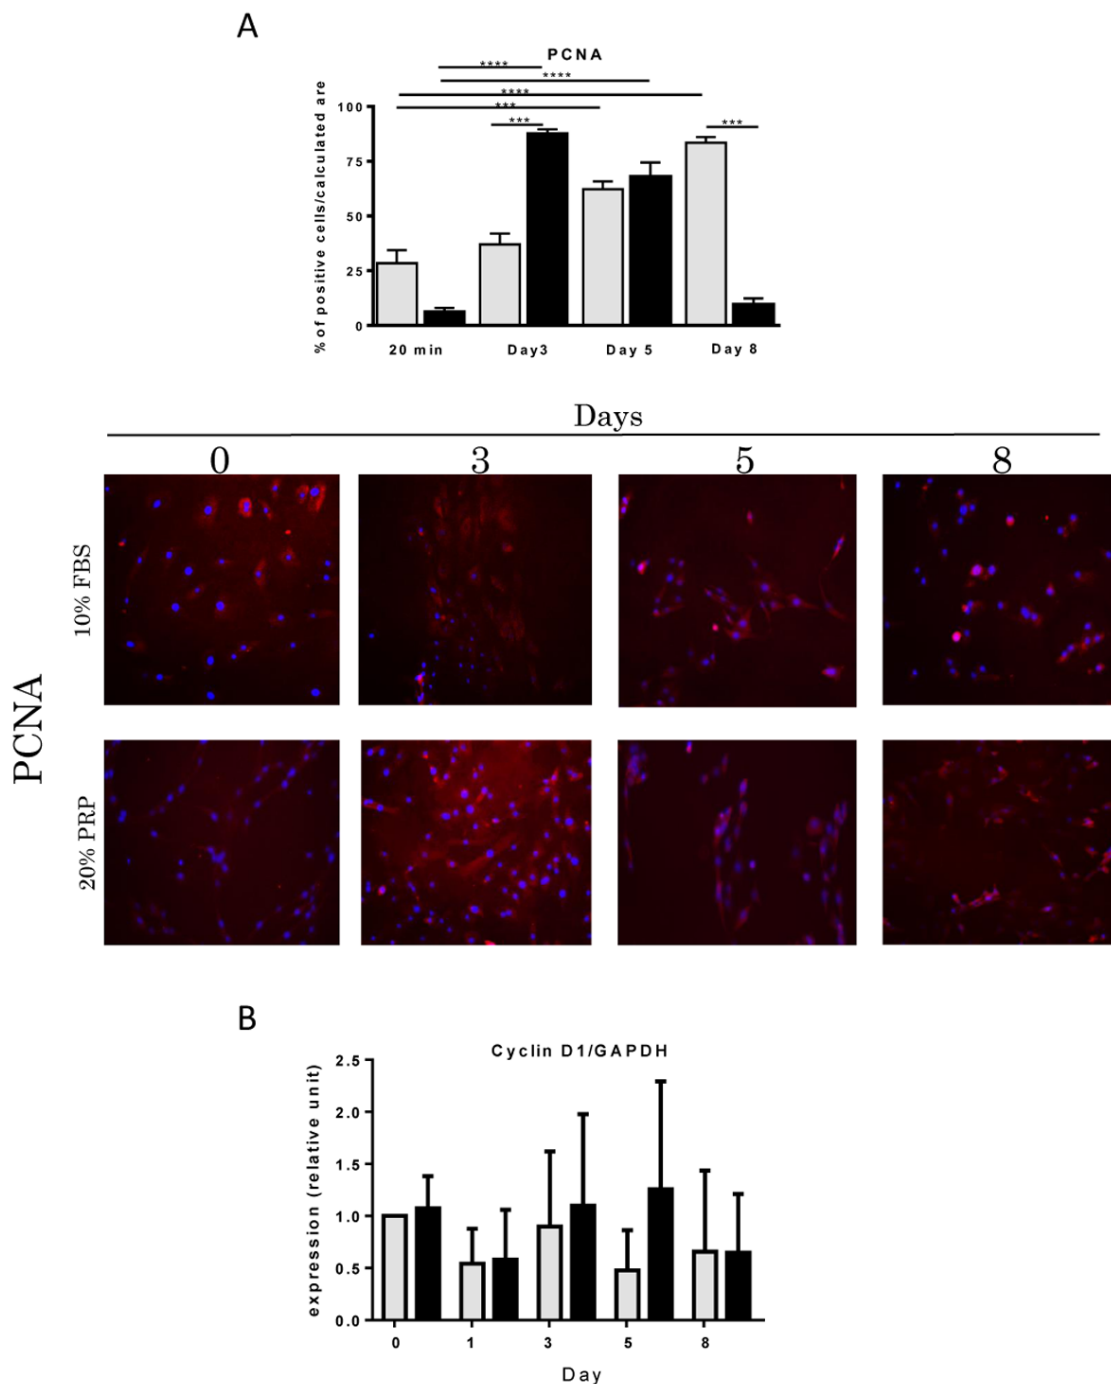 A
PCNA
****
****
****
***
***
***
% of positive cells/calculated are
100
75
50
25
0
20 min
Day3
Day 5
Day 8
Days
0
3
5
8
PCNA
10% FBS
20% PRP
B
Cyclin D1/GAPDH
expression (relative unit)
2.5
2.0
1.5
1.0
0.5
0.0
0
1
3
5
8
Day